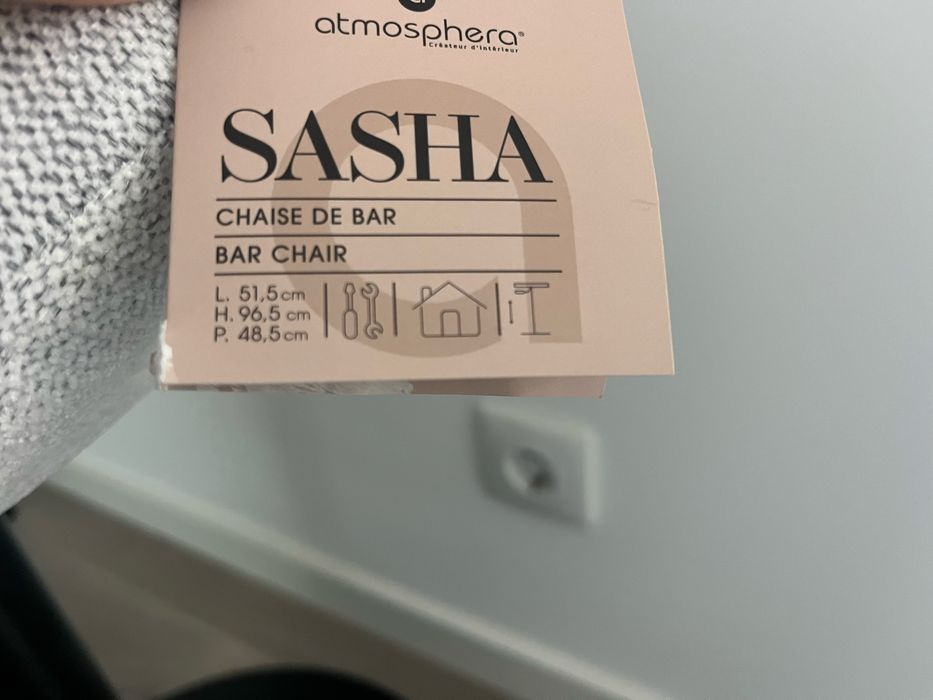 atmosphera®
Créateur d'intérieur
SASHA
CHAISE DE BAR
BAR CHAIR
L. 51,5cm
H. 96,5 cm
P. 48,5cm